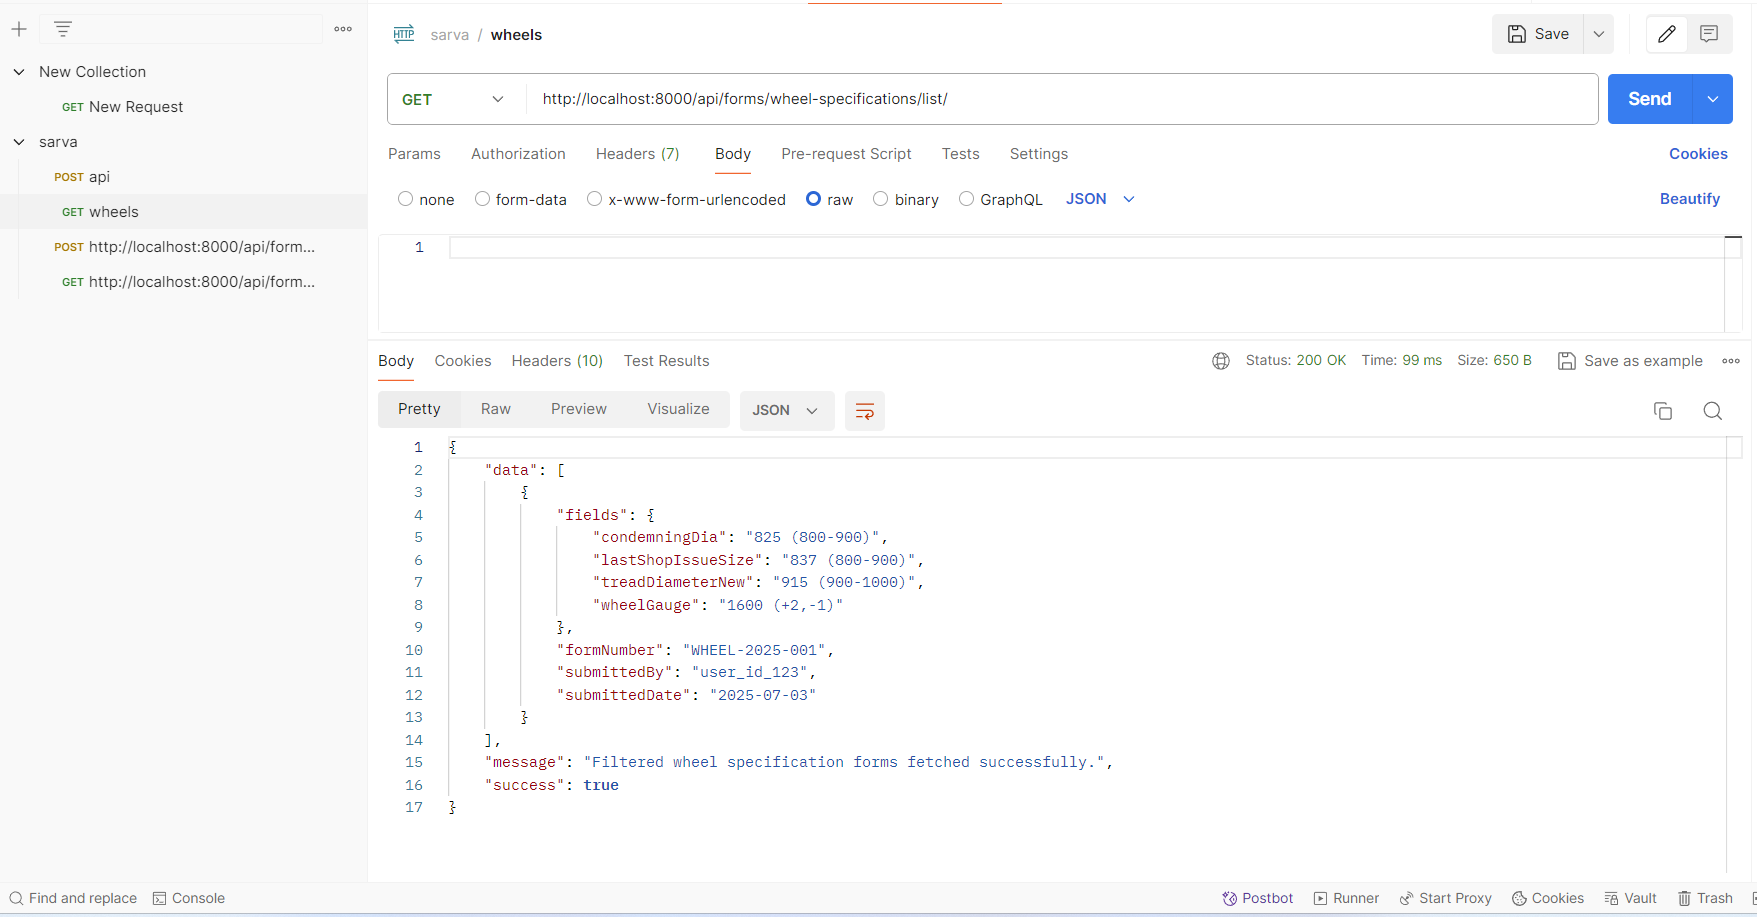 New Collection
GET New Request
sarva
POST api
GET wheels
POST http://localhost:8000/api/form...
GET http://localhost:8000/api/form...
HTTP sarva / wheels
Save
GET http://localhost:8000/api/forms/wheel-specifications/list/
Send
Params Authorization Headers (7) Body Pre-request Script Tests Settings Cookies
none form-data x-www-form-urlencoded raw binary GraphQL JSON Beautify
1
Body Cookies Headers (10) Test Results Status: 200 OK Time: 99 ms Size: 650 B Save as example
Pretty Raw Preview Visualize JSON
1 {
2 "data": [
3 {
4 "fields": {
5 "condemningDia": "825 (800-900)",
6 "lastShopIssueSize": "837 (800-900)",
7 "treadDiameterNew": "915 (900-1000)",
8 "wheelGauge": "1600 (+2,-1)"
9 },
10 "formNumber": "WHEEL-2025-001",
11 "submittedBy": "user_id_123",
12 "submittedDate": "2025-07-03"
13 }
14 ],
15 "message": "Filtered wheel specification forms fetched successfully.",
16 "success": true
17 }
Find and replace Console Postbot Runner Start Proxy Cookies Vault Trash